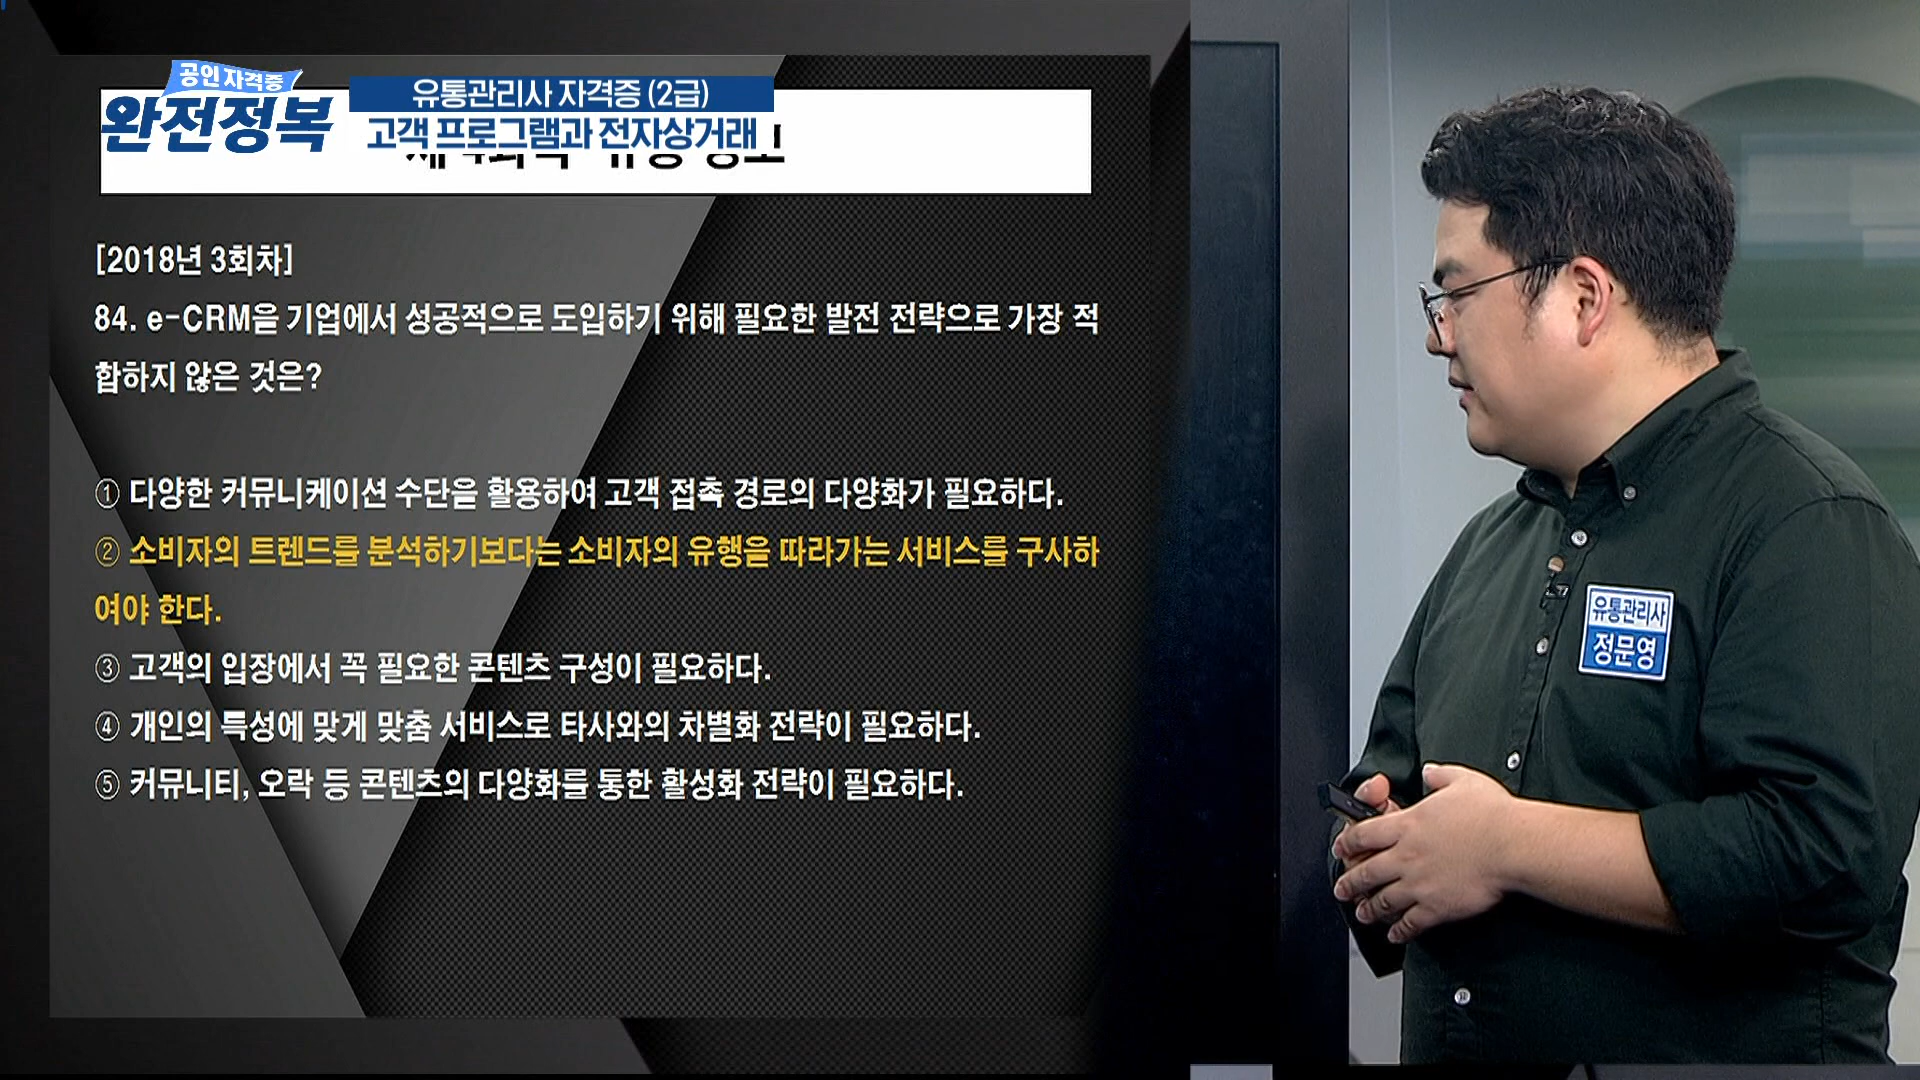 공인 자격증
완전정복
유통관리사 자격증 (2급)
고객 프로그램과 전자상거래
[2018년 3회차]
84. e-CRM을 기업에서 성공적으로 도입하기 위해 필요한 발전 전략으로 가장 적
합하지 않은 것은?
① 다양한 커뮤니케이션 수단을 활용하여 고객 접촉 경로의 다양화가 필요하다.
② 소비자의 트렌드를 분석하기보다는 소비자의 유행을 따라가는 서비스를 구사하
여야 한다.
③ 고객의 입장에서 꼭 필요한 콘텐츠 구성이 필요하다.
④ 개인의 특성에 맞게 맞춤 서비스로 타사와의 차별화 전략이 필요하다.
⑤ 커뮤니티, 오락 등 콘텐츠의 다양화를 통한 활성화 전략이 필요하다.
유통관리사
정문영